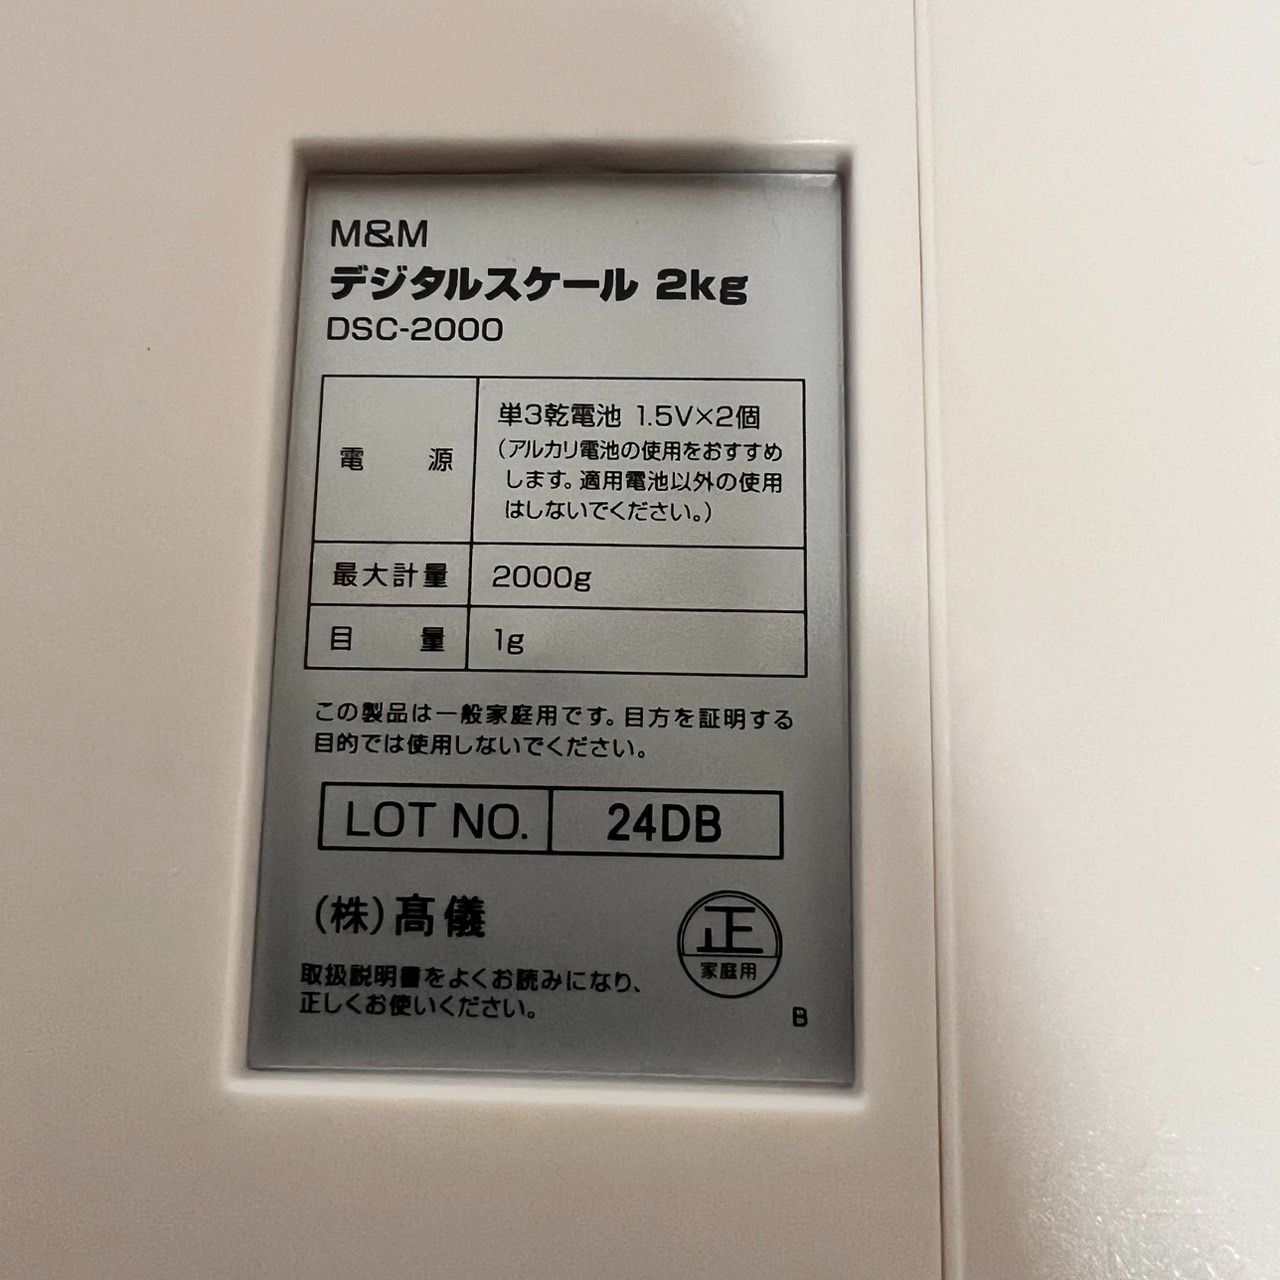 M&M
デジタルスケール 2kg
DSC-2000
電源
単3乾電池 1.5V×2個
(アルカリ電池の使用をおすすめ
します。適用電池以外の使用
はしないでください。)
最大計量 2000g
目量 1g
この製品は一般家庭用です。目方を証明する
目的では使用しないでください。
LOT NO. 24DB
(株)髙儀
正
家庭用
取扱説明書をよくお読みになり、
正しくお使いください。
B